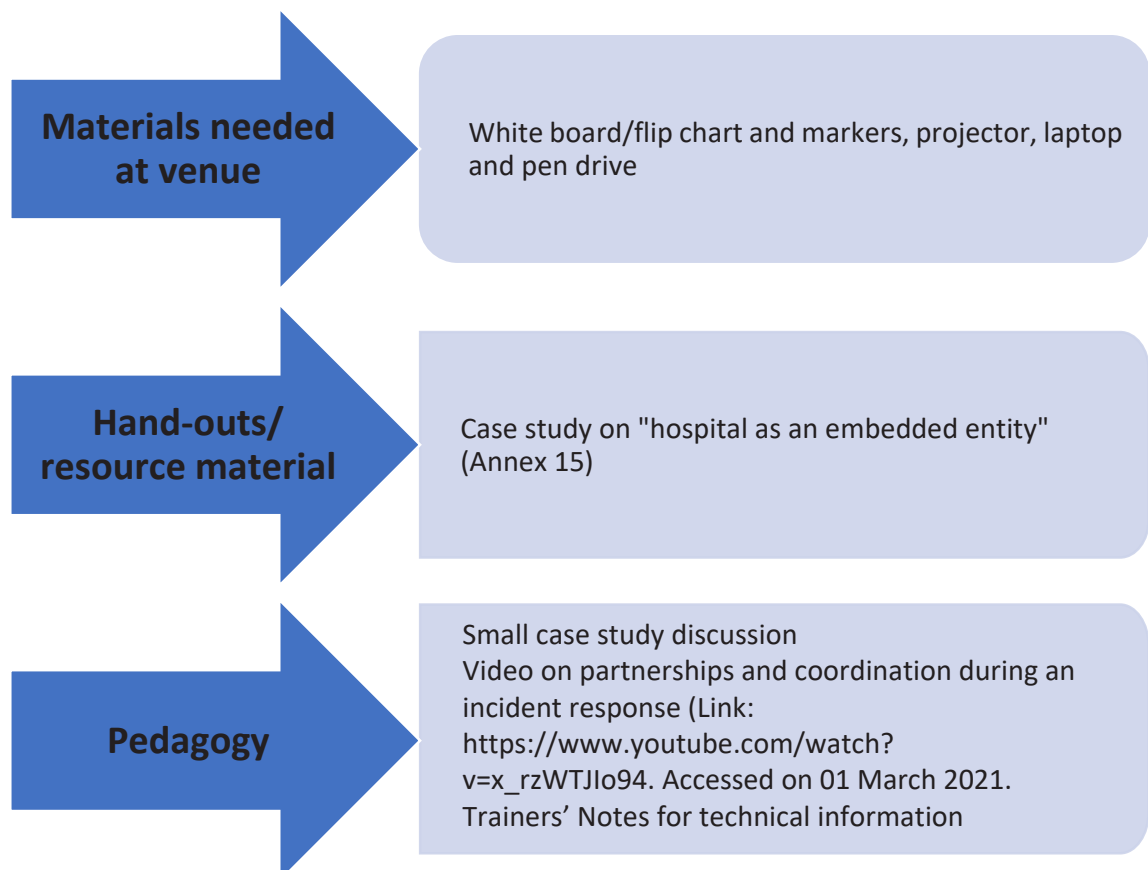 Materials needed
at venue
White board/flip chart and markers, projector, laptop
and pen drive
Hand-outs/
resource material
Case study on "hospital as an embedded entity"
(Annex 15)
Pedagogy
Small case study discussion
Video on partnerships and coordination during an
incident response (Link:
https://www.youtube.com/watch?
v=x_rzWTJIo94. Accessed on 01 March 2021.
Trainers’ Notes for technical information